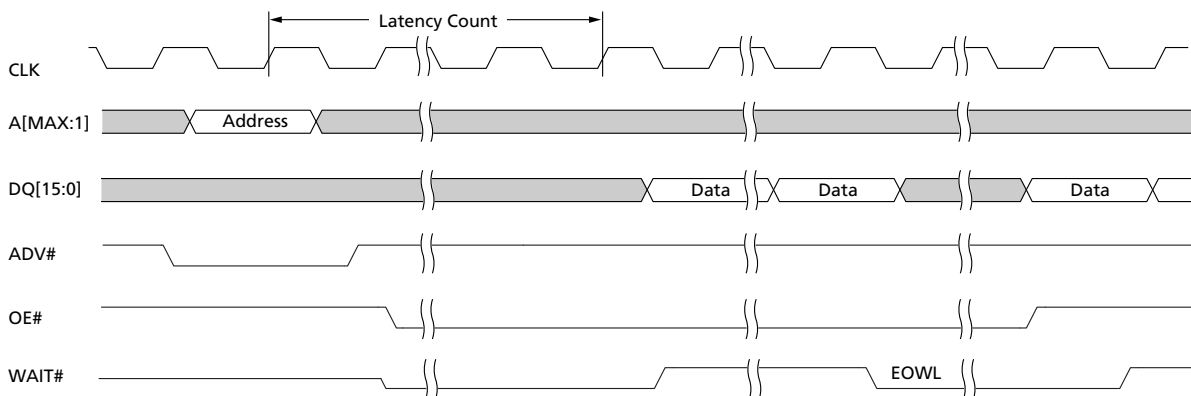 Latency Count
CLK
A[MAX:1]
Address
DQ[15:0]
Data Data Data
ADV#
OE#
WAIT#
EOWL